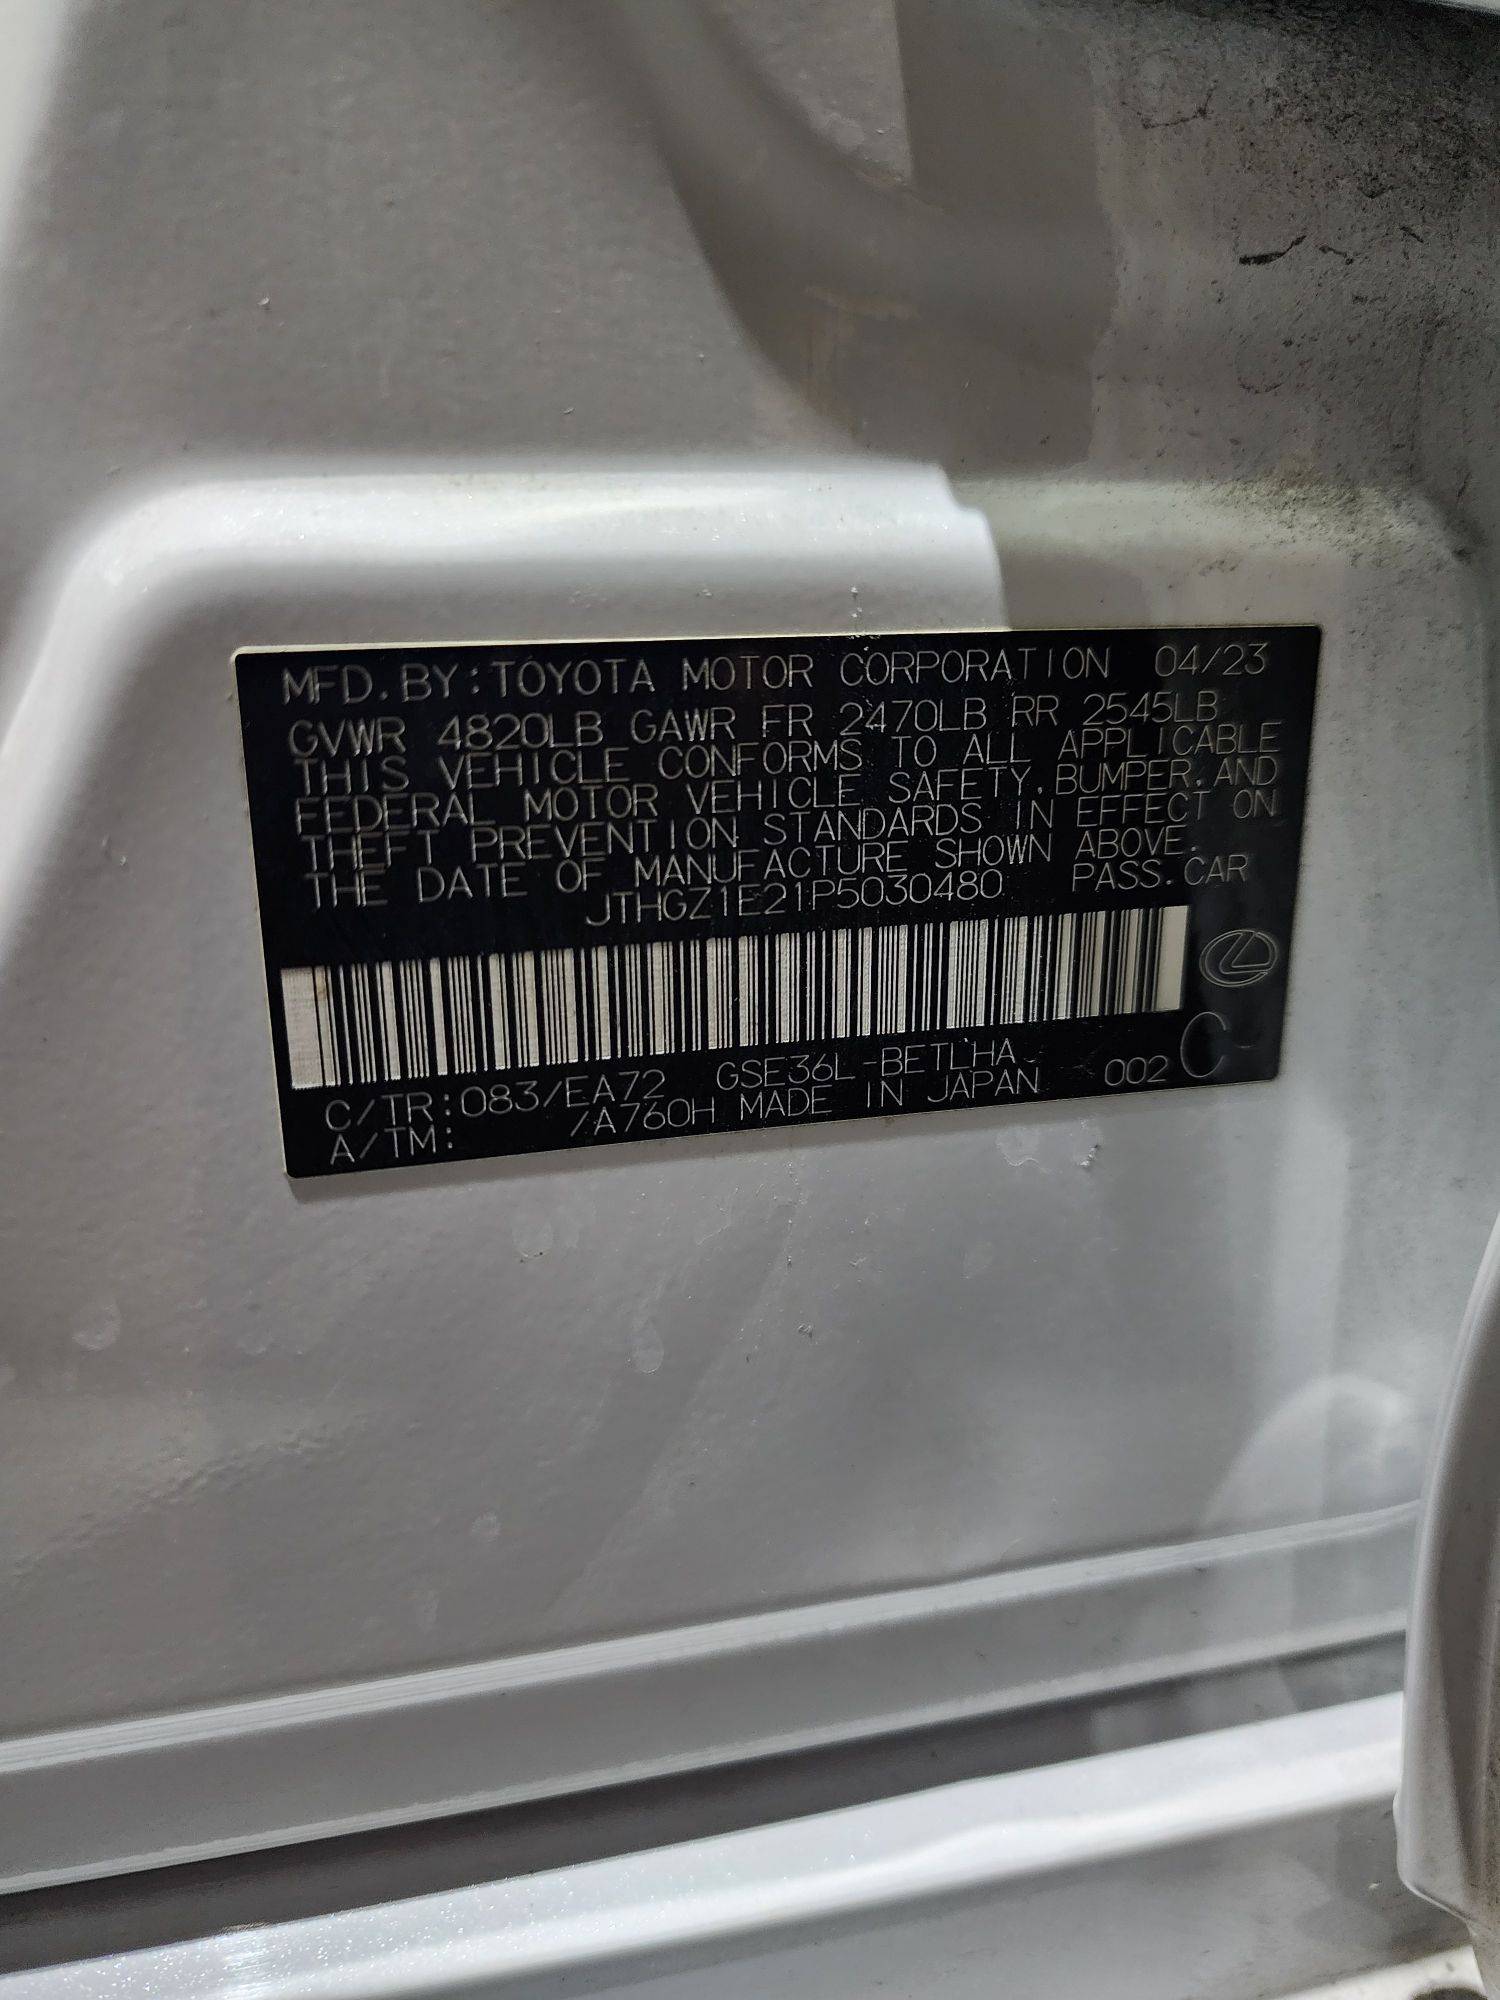 MFD.BY:TOYOTA MOTOR CORPORATION 04/23
GVWR 4820LB GAWR FR 2470LB RR 2545LB
THIS VEHICLE CONFORMS TO ALL APPLICABLE
FEDERAL MOTOR VEHICLE SAFETY,BUMPER,AND
THEFT PREVENTION STANDARDS IN EFFECT ON
THE DATE OF MANUFACTURE SHOWN ABOVE.
JTHGZ1E21P5030480 PASS.CAR
C/TR:083/EA72 GSE36L-BETLHA 002 C
A/TM: /A760H MADE IN JAPAN